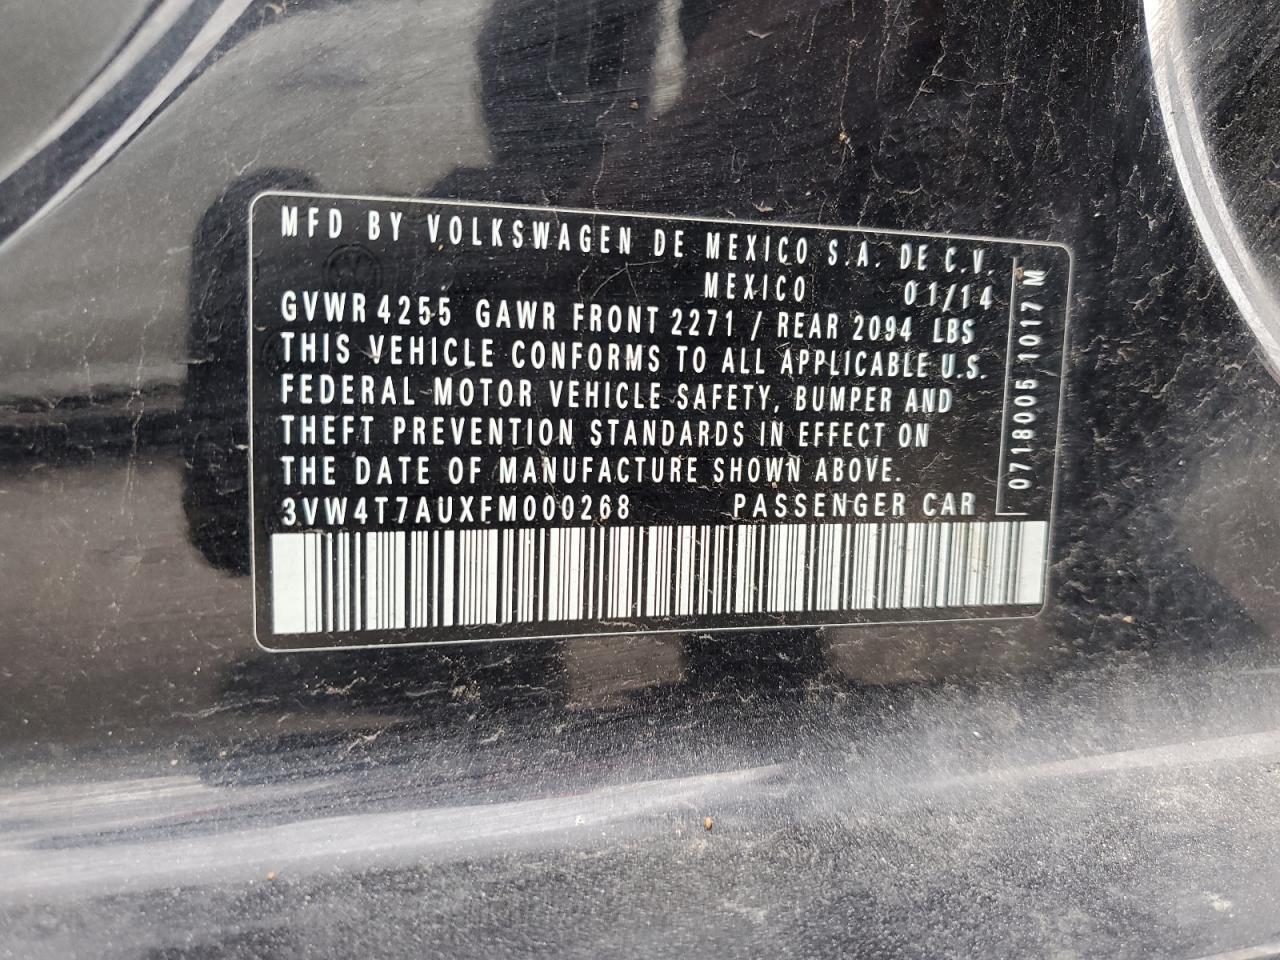 MFD BY VOLKSWAGEN DE MEXICO S.A. DE C.V.
MEXICO 01/14
GVWR 4255 GAWR FRONT 2271 / REAR 2094 LBS
THIS VEHICLE CONFORMS TO ALL APPLICABLE U.S.
FEDERAL MOTOR VEHICLE SAFETY, BUMPER AND
THEFT PREVENTION STANDARDS IN EFFECT ON
THE DATE OF MANUFACTURE SHOWN ABOVE.
3VW4T7AUXFM000268 PASSENGER CAR
0718005 1017 M